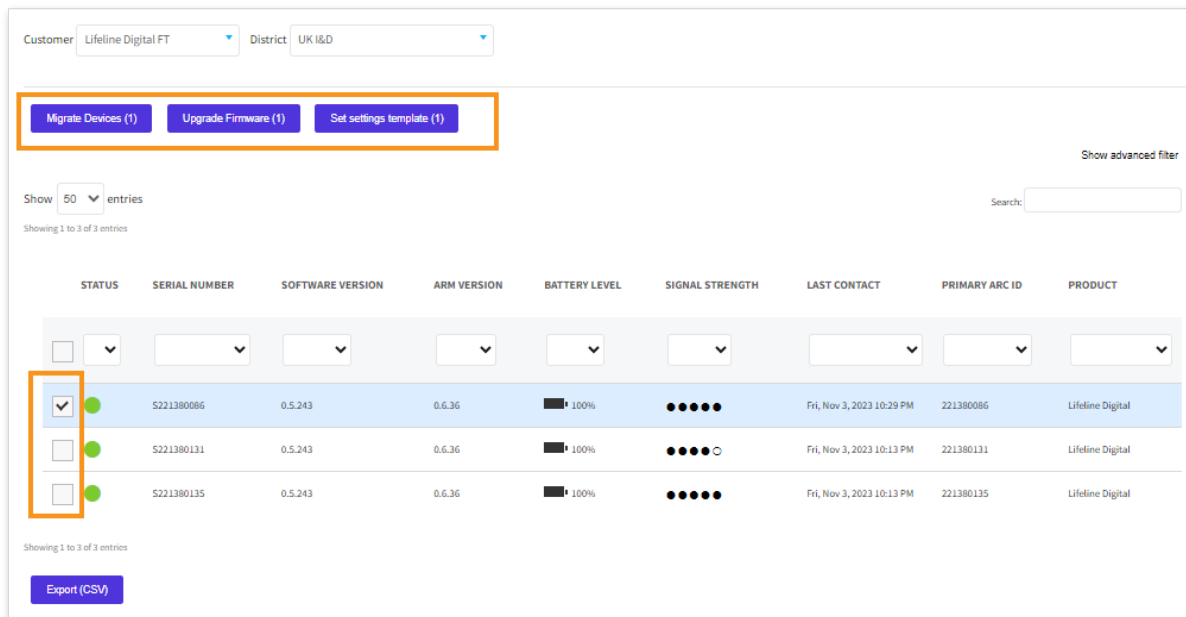 Customer Lifeline Digital FT District UK I&D
Migrate Devices (1) Upgrade Firmware (1) Set settings template (1)
Show advanced filter
Show 50 entries Search:
Showing 1 to 3 of 3 entries
STATUS SERIAL NUMBER SOFTWARE VERSION ARM VERSION BATTERY LEVEL SIGNAL STRENGTH LAST CONTACT PRIMARY ARC ID PRODUCT
S221380086 0.5.243 0.6.36 100% Fri, Nov 3, 2023 10:29 PM 221380086 Lifeline Digital
S221380131 0.5.243 0.6.36 100% Fri, Nov 3, 2023 10:13 PM 221380131 Lifeline Digital
S221380135 0.5.243 0.6.36 100% Fri, Nov 3, 2023 10:13 PM 221380135 Lifeline Digital
Showing 1 to 3 of 3 entries
Export (CSV)